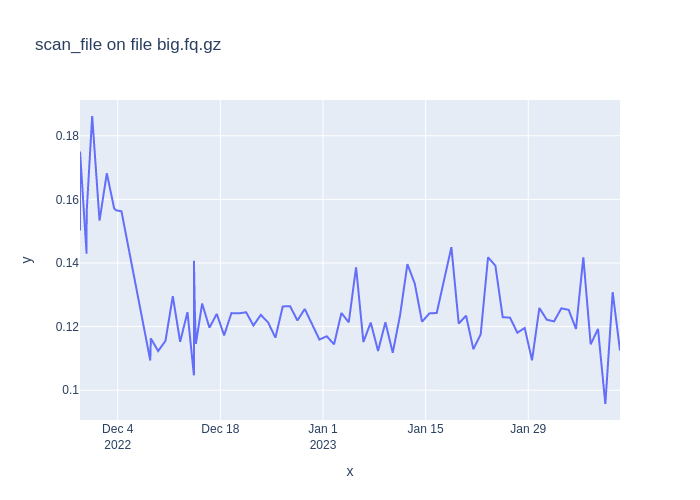 scan_file on file big.fq.gz
0.18
0.16
0.14
0.12
0.1
y
Dec 4
2022
Dec 18
Jan 1
2023
Jan 15
Jan 29
x